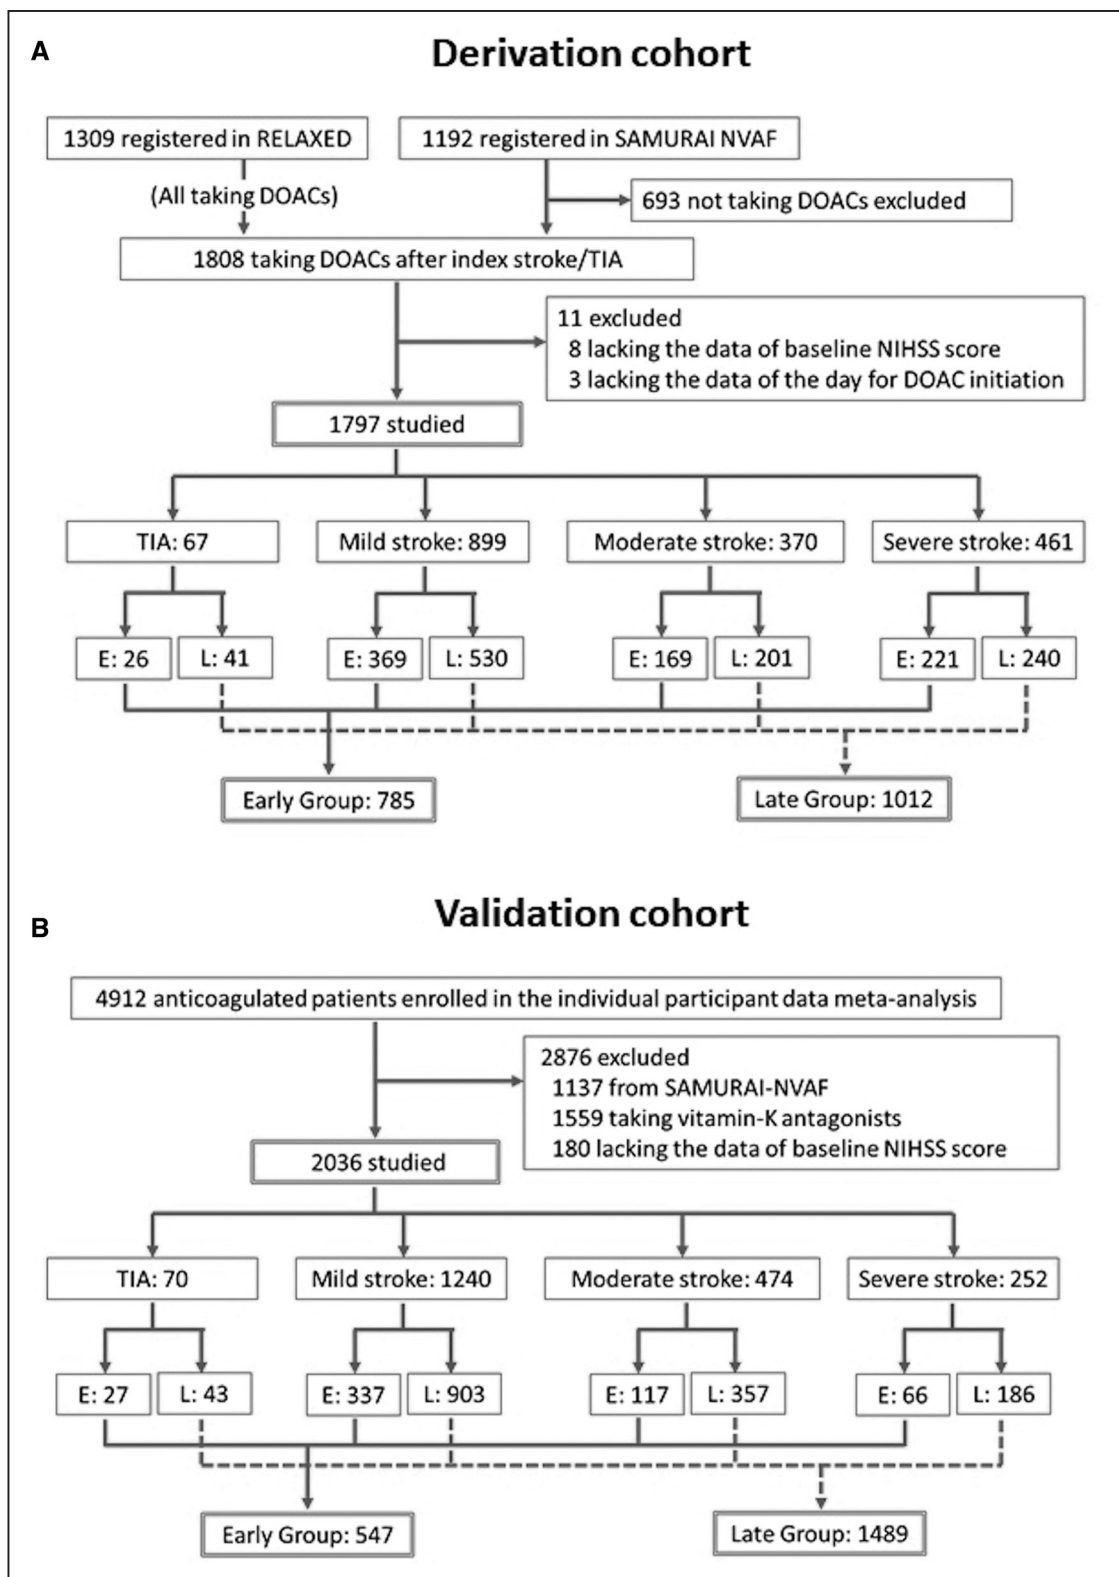 A
Derivation cohort
1309 registered in RELAXED
1192 registered in SAMURAI NVAF
(All taking DOACs)
693 not taking DOACs excluded
1808 taking DOACs after index stroke/TIA
11 excluded
8 lacking the data of baseline NIHSS score
3 lacking the data of the day for DOAC initiation
1797 studied
TIA: 67
Mild stroke: 899
Moderate stroke: 370
Severe stroke: 461
E: 26
L: 41
E: 369
L: 530
E: 169
L: 201
E: 221
L: 240
Early Group: 785
Late Group: 1012
B
Validation cohort
4912 anticoagulated patients enrolled in the individual participant data meta-analysis
2876 excluded
1137 from SAMURAI-NVAF
1559 taking vitamin-K antagonists
180 lacking the data of baseline NIHSS score
2036 studied
TIA: 70
Mild stroke: 1240
Moderate stroke: 474
Severe stroke: 252
E: 27
L: 43
E: 337
L: 903
E: 117
L: 357
E: 66
L: 186
Early Group: 547
Late Group: 1489